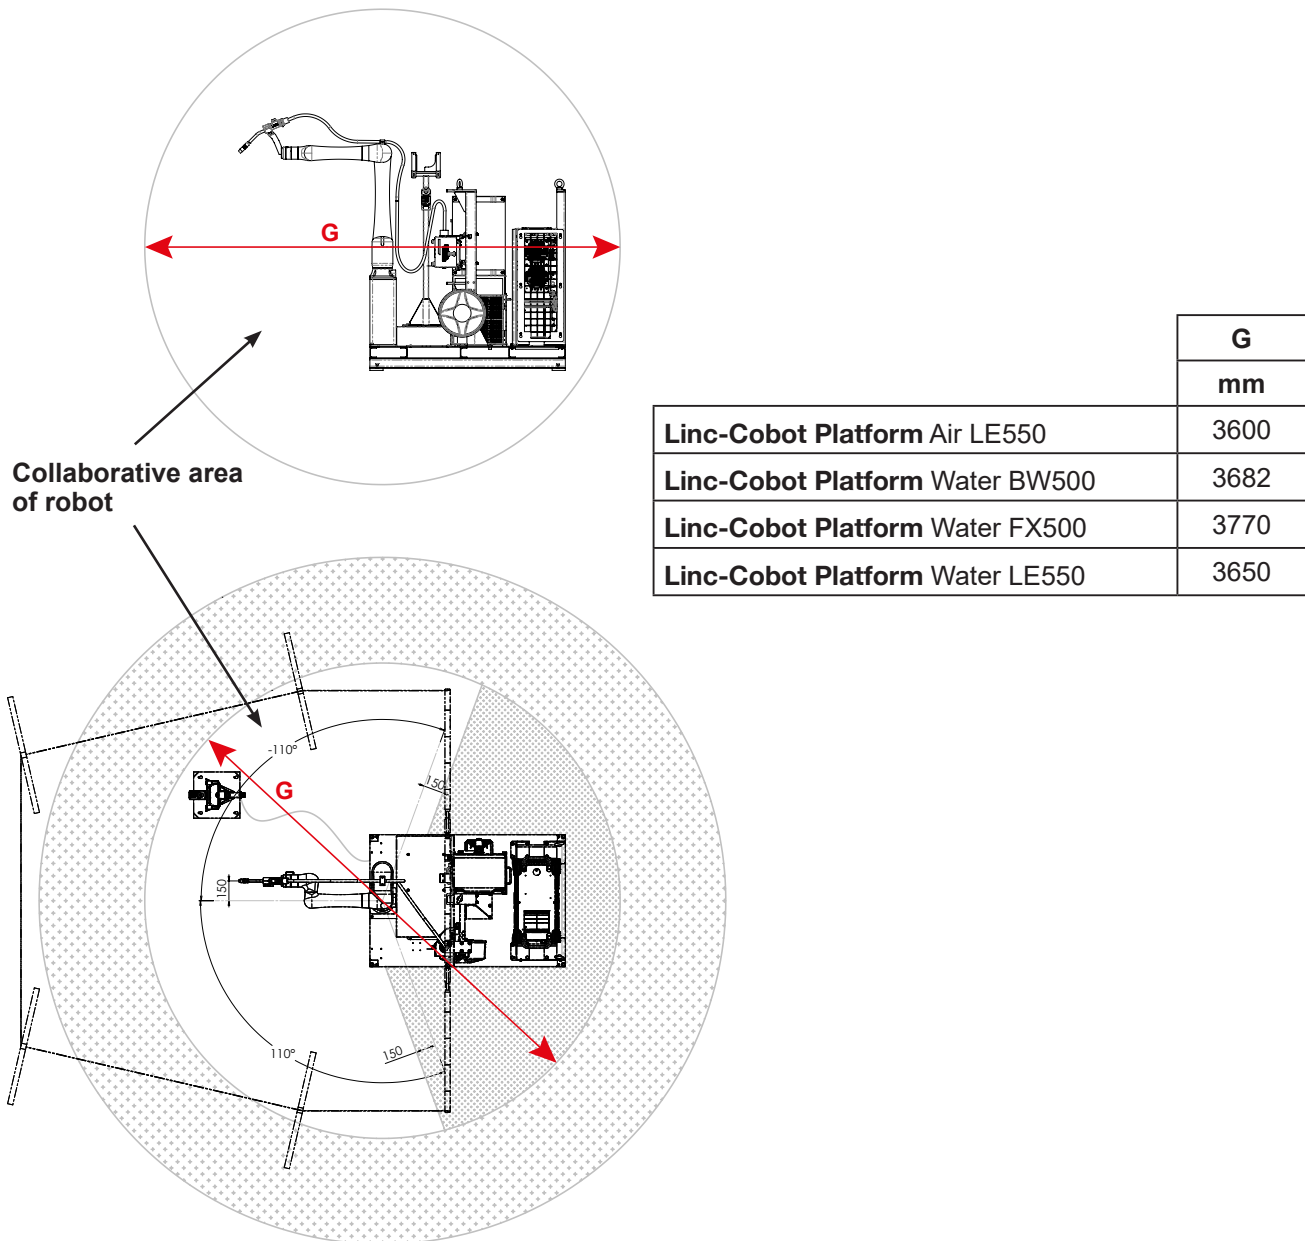 G
Collaborative area
of robot
G
mm
Linc-Cobot Platform Air LE550 3600
Linc-Cobot Platform Water BW500 3682
Linc-Cobot Platform Water FX500 3770
Linc-Cobot Platform Water LE550 3650
-110°
150
G
150
110°
150